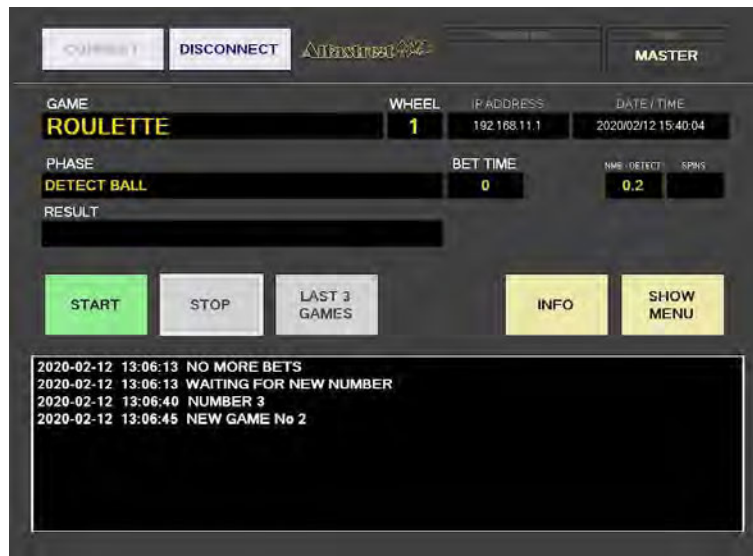 CONNECT DISCONNECT Alfastreet MASTER
GAME WHEEL IP ADDRESS DATE / TIME
ROULETTE 1 192.168.11.1 2020/02/12 15:40:04
PHASE BET TIME NMB - DETECT SPINS
DETECT BALL 0 0.2
RESULT
START STOP LAST 3 GAMES INFO SHOW MENU
2020-02-12 13:06:13 NO MORE BETS
2020-02-12 13:06:13 WAITING FOR NEW NUMBER
2020-02-12 13:06:40 NUMBER 3
2020-02-12 13:06:45 NEW GAME No 2